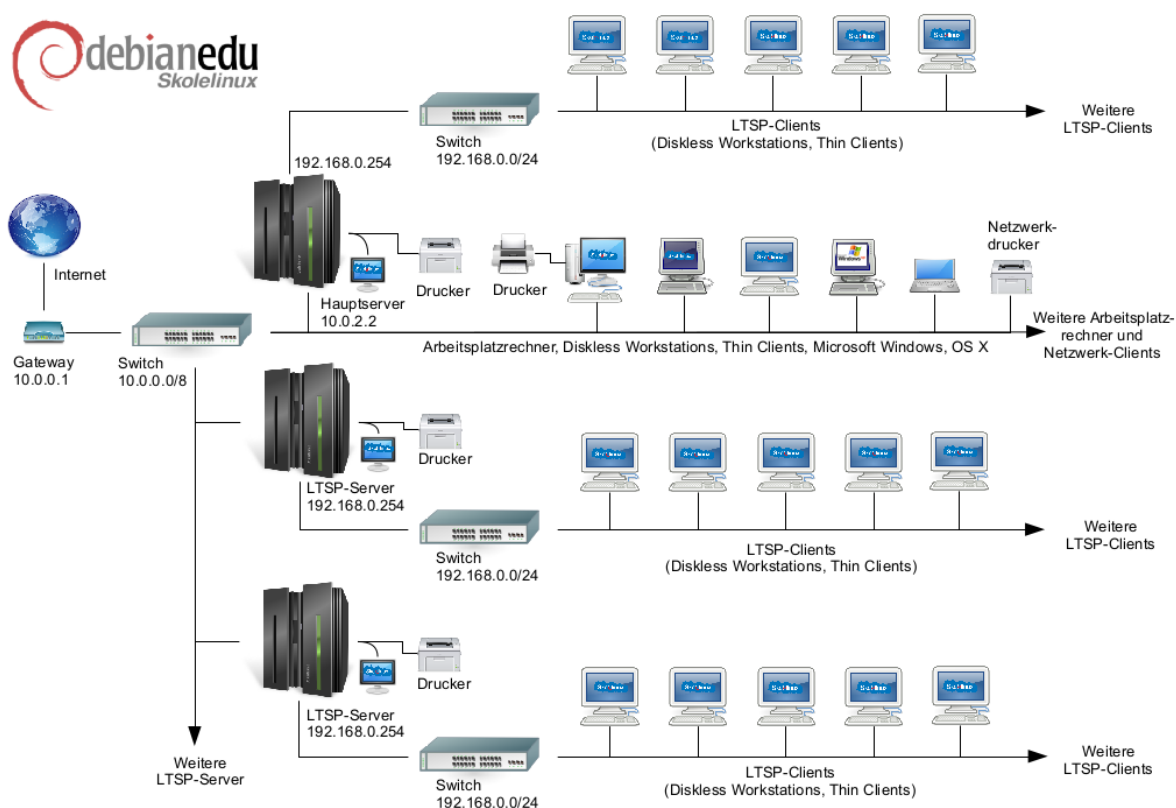 debianedu
Skolelinux
Switch
192.168.0.0/24
LTSP-Clients
(Diskless Workstations, Thin Clients)
Weitere
LTSP-Clients
192.168.0.254
Internet
Hauptserver
10.0.2.2
Drucker
Drucker
Windows
Netzwerk-
drucker
Gateway
10.0.0.1
Switch
10.0.0.0/8
Arbeitsplatzrechner, Diskless Workstations, Thin Clients, Microsoft Windows, OS X
Weitere Arbeitsplatz-
rechner und
Netzwerk-Clients
Drucker
LTSP-Server
192.168.0.254
Switch
192.168.0.0/24
LTSP-Clients
(Diskless Workstations, Thin Clients)
Weitere
LTSP-Clients
Drucker
LTSP-Server
192.168.0.254
Weitere
LTSP-Server
Switch
192.168.0.0/24
LTSP-Clients
(Diskless Workstations, Thin Clients)
Weitere
LTSP-Clients